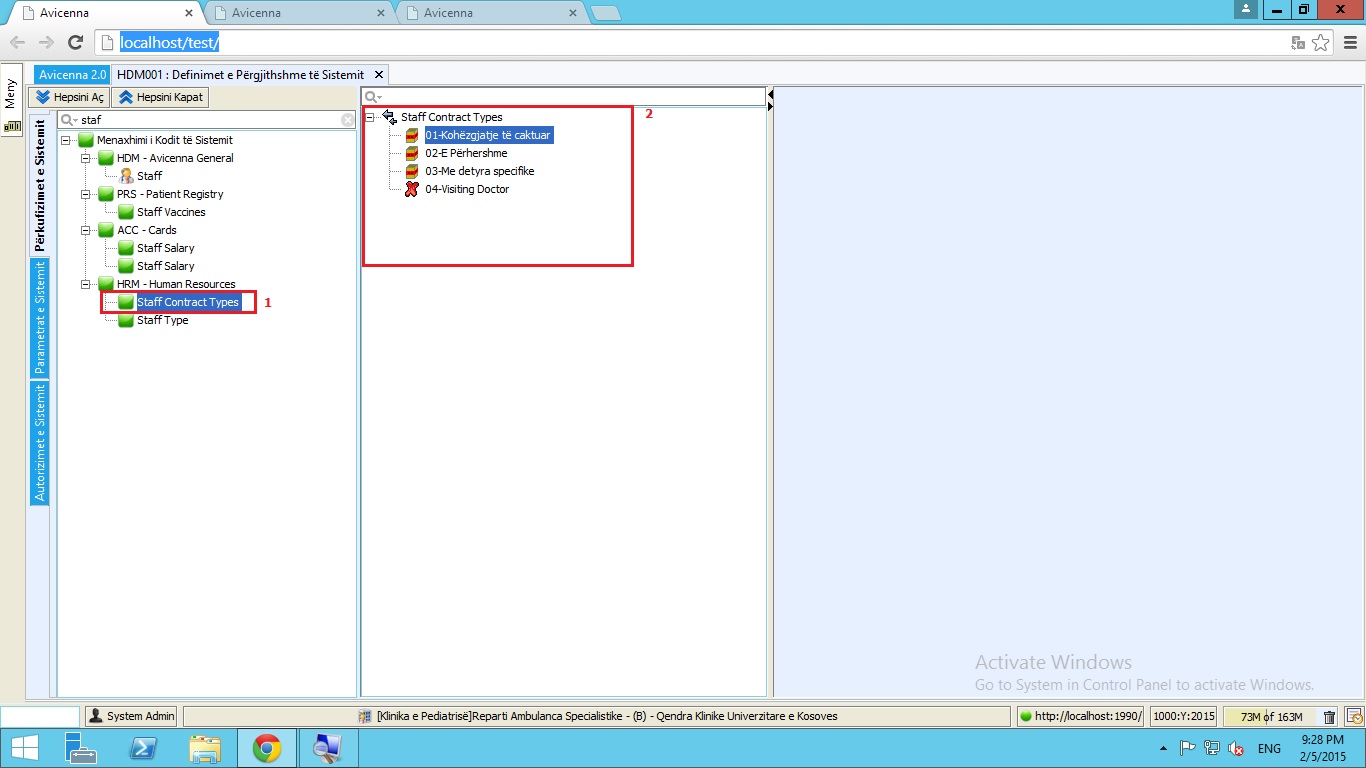 Avicenna
Avicenna
Avicenna
localhost/test/
Meny
Avicenna 2.0
HDM001 : Definimet e Përgjithshme të Sistemit
Hepsini Aç
Hepsini Kapat
Përkufizimet e Sistemit
Parametrat e Sistemit
Autorizimet e Sistemit
staf
Menaxhimi i Kodit të Sistemit
HDM - Avicenna General
Staff
PRS - Patient Registry
Staff Vaccines
ACC - Cards
Staff Salary
Staff Salary
HRM - Human Resources
Staff Contract Types
1
Staff Type
Staff Contract Types
2
01-Kohëzgjatje të caktuar
02-E Përhershme
03-Me detyra specifike
04-Visiting Doctor
Activate Windows
Go to System in Control Panel to activate Windows.
System Admin
[Klinika e Pediatrisë]Reparti Ambulanca Specialistike - (B) - Qendra Klinike Univerzitare e Kosoves
http://localhost:1990/
1000:Y:2015
73M of 163M
ENG
9:28 PM
2/5/2015